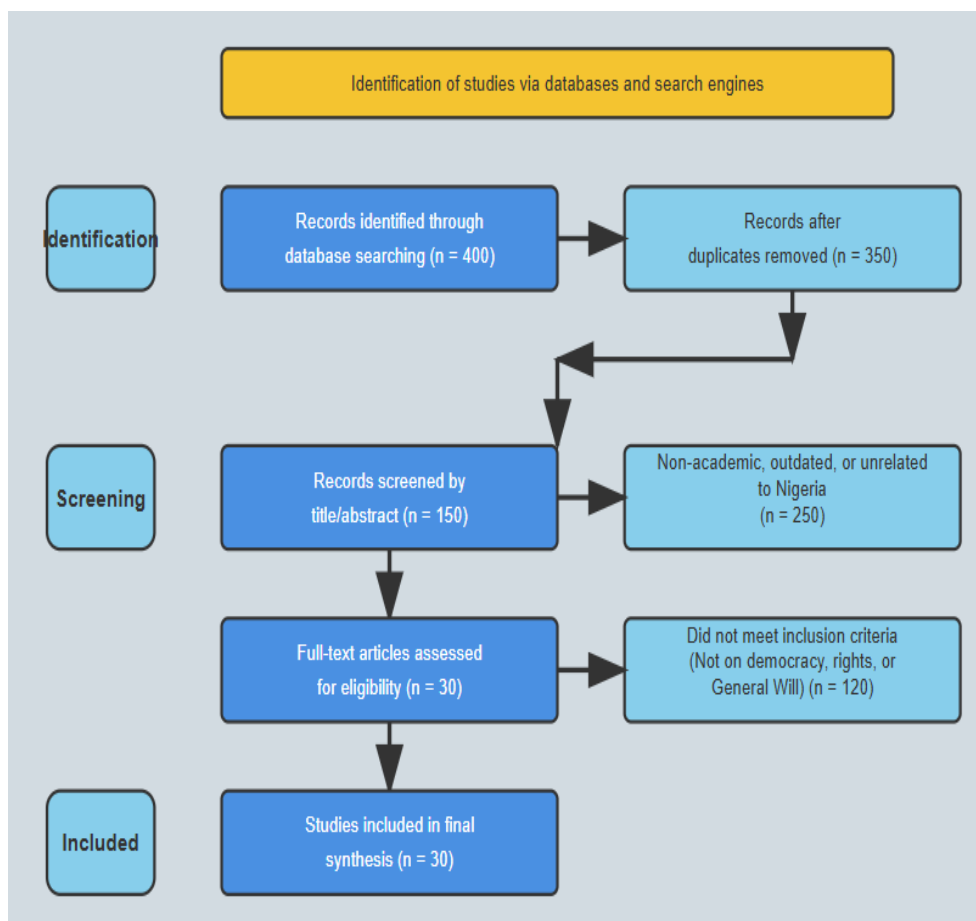 Identification of studies via databases and search engines
Identification
Records identified through
database searching (n = 400)
Records after
duplicates removed (n = 350)
Screening
Records screened by
title/abstract (n = 150)
Non-academic, outdated, or unrelated
to Nigeria
(n = 250)
Full-text articles assessed
for eligibility (n = 30)
Did not meet inclusion criteria
(Not on democracy, rights, or
General Will) (n = 120)
Included
Studies included in final
synthesis (n = 30)